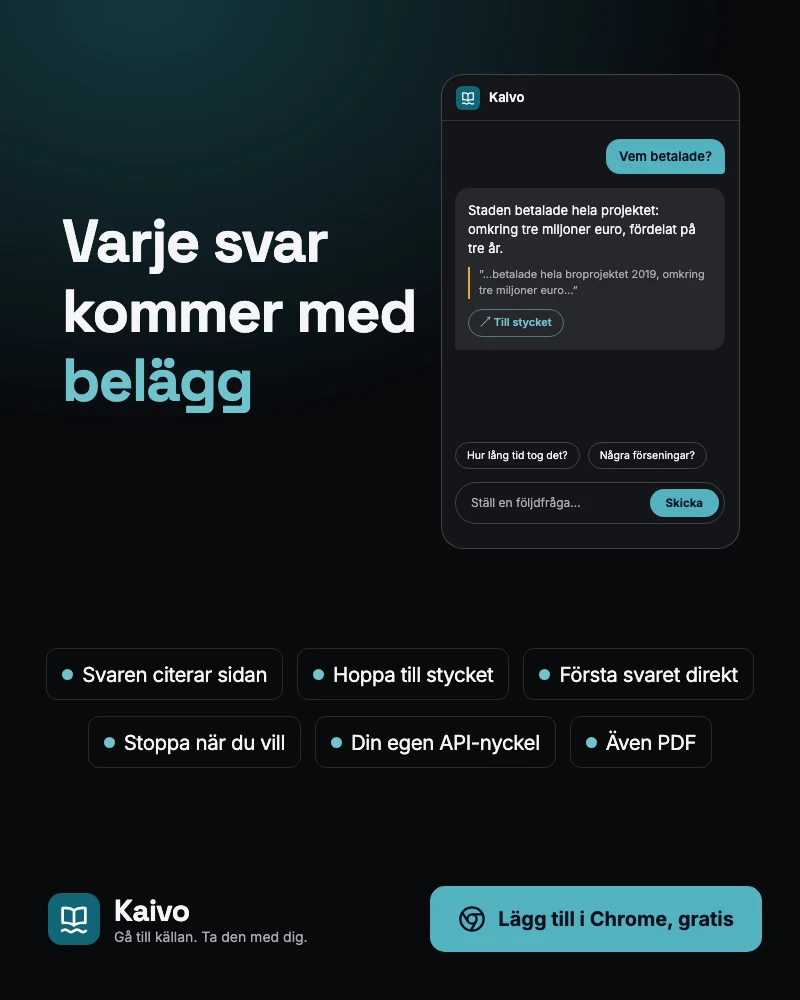 Kaivo
Vem betalade?
Staden betalade hela projektet:
omkring tre miljoner euro, fördelat på
tre år.
"…betalade hela broprojektet 2019, omkring
tre miljoner euro…"
↗ Till stycket
Hur lång tid tog det?
Några förseningar?
Ställ en följdfråga…
Skicka
Varje svar
kommer med
belägg
Svaren citerar sidan
Hoppa till stycket
Första svaret direkt
Stoppa när du vill
Din egen API-nyckel
Även PDF
Kaivo
Gå till källan. Ta den med dig.
Lägg till i Chrome, gratis